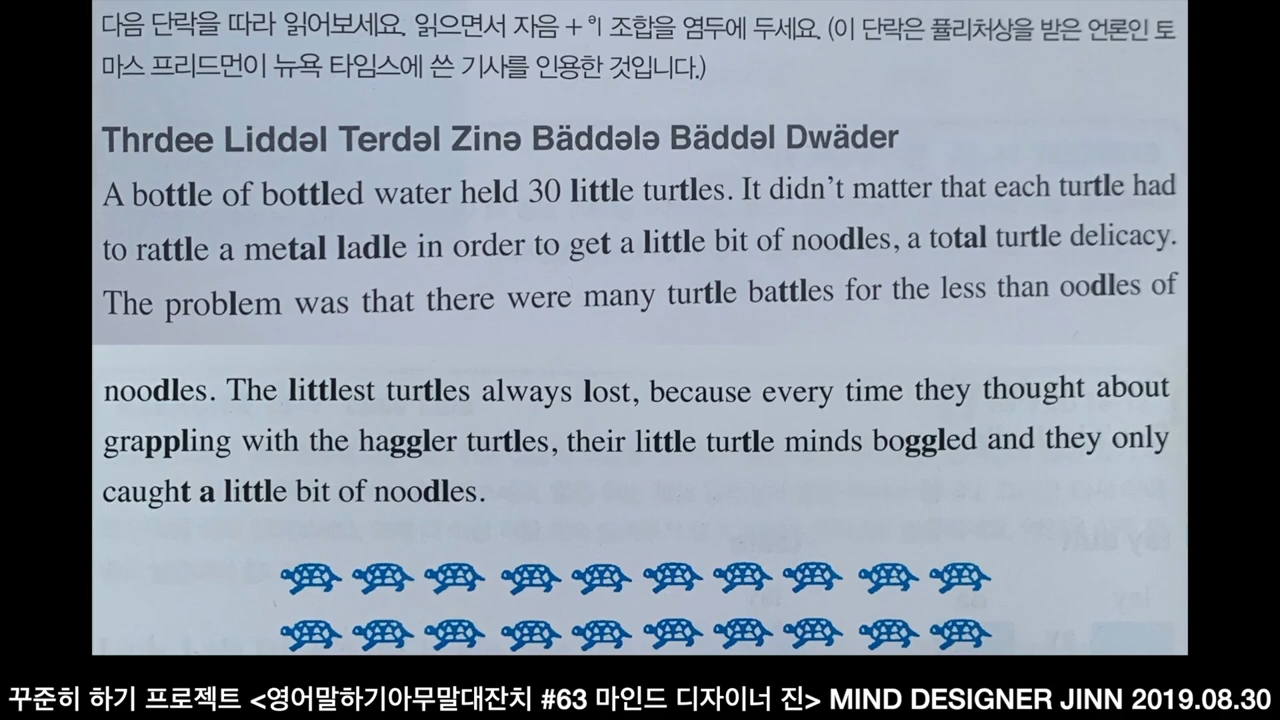 다음 단락을 따라 읽어보세요. 읽으면서 자음 + ᵊl 조합을 염두에 두세요. (이 단락은 퓰리처상을 받은 언론인 토
마스 프리드먼이 뉴욕 타임스에 쓴 기사를 인용한 것입니다.)
Thrdee Liddəl Terdəl Zinə Bäddələ Bäddəl Dwäder
A bottle of bottled water held 30 little turtles. It didn’t matter that each turtle had
to rattle a metal ladle in order to get a little bit of noodles, a total turtle delicacy.
The problem was that there were many turtle battles for the less than oodles of
noodles. The littlest turtles always lost, because every time they thought about
grappling with the haggler turtles, their little turtle minds boggled and they only
caught a little bit of noodles.
꾸준히 하기 프로젝트 <영어말하기아무말대잔치 #63 마인드 디자이너 진> MIND DESIGNER JINN 2019.08.30